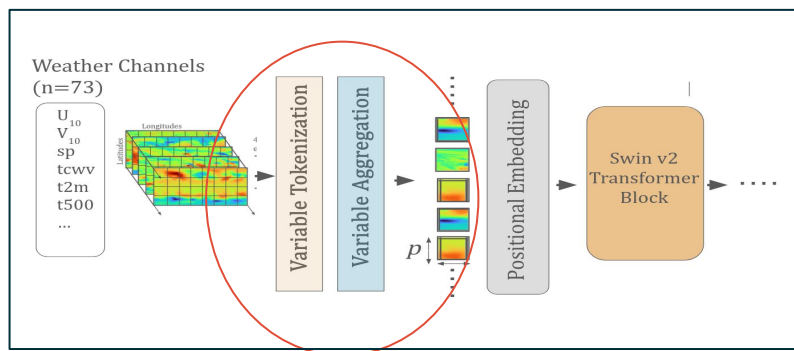 Weather Channels
(n=73)
U10
V10
sp
tcwv
t2m
t500
...
Longitudes
Latitudes
Variable Tokenization
Variable Aggregation
p
Positional Embedding
Swin v2
Transformer
Block